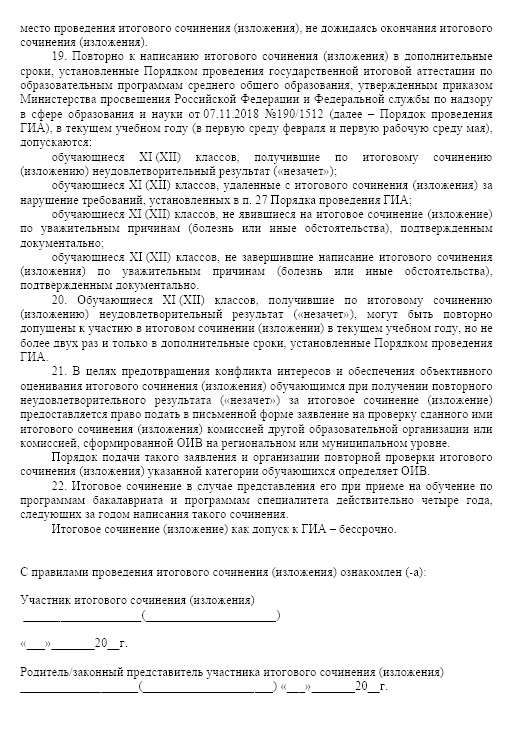 место проведения итогового сочинения (изложения), не дожидаясь окончания итогового
сочинения (изложения).
19. Повторно к написанию итогового сочинения (изложения) в дополнительные
сроки, установленные Порядком проведения государственной итоговой аттестации по
образовательным программам среднего общего образования, утвержденным приказом
Министерства просвещения Российской Федерации и Федеральной службы по надзору
в сфере образования и науки от 07.11.2018 №190/1512 (далее – Порядок проведения
ГИА), в текущем учебном году (в первую среду февраля и первую рабочую среду мая),
допускаются:
обучающиеся XI (XII) классов, получившие по итоговому сочинению
(изложению) неудовлетворительный результат («незачет»);
обучающиеся XI (XII) классов, удаленные с итогового сочинения (изложения) за
нарушение требований, установленных в п. 27 Порядка проведения ГИА;
обучающиеся XI (XII) классов, не явившиеся на итоговое сочинение (изложение)
по уважительным причинам (болезнь или иные обстоятельства), подтвержденным
документально;
обучающиеся XI (XII) классов, не завершившие написание итогового сочинения
(изложения) по уважительным причинам (болезнь или иные обстоятельства),
подтвержденным документально.
20. Обучающиеся XI (XII) классов, получившие по итоговому сочинению
(изложению) неудовлетворительный результат («незачет»), могут быть повторно
допущены к участию в итоговом сочинении (изложении) в текущем учебном году, но не
более двух раз и только в дополнительные сроки, установленные Порядком проведения
ГИА.
21. В целях предотвращения конфликта интересов и обеспечения объективного
оценивания итогового сочинения (изложения) обучающимся при получении повторного
неудовлетворительного результата («незачет») за итоговое сочинение (изложение)
предоставляется право подать в письменной форме заявление на проверку сданного ими
итогового сочинения (изложения) комиссией другой образовательной организации или
комиссией, сформированной ОИВ на региональном или муниципальном уровне.
Порядок подачи такого заявления и организации повторной проверки итогового
сочинения (изложения) указанной категории обучающихся определяет ОИВ.
22. Итоговое сочинение в случае представления его при приеме на обучение по
программам бакалавриата и программам специалитета действительно четыре года,
следующих за годом написания такого сочинения.
Итоговое сочинение (изложение) как допуск к ГИА – бессрочно.
С правилами проведения итогового сочинения (изложения) ознакомлен (-а):
Участник итогового сочинения (изложения)
___________________(_____________________)
«___»_______20__г.
Родитель/законный представитель участника итогового сочинения (изложения)
___________________(_____________________) «___»_______20__г.